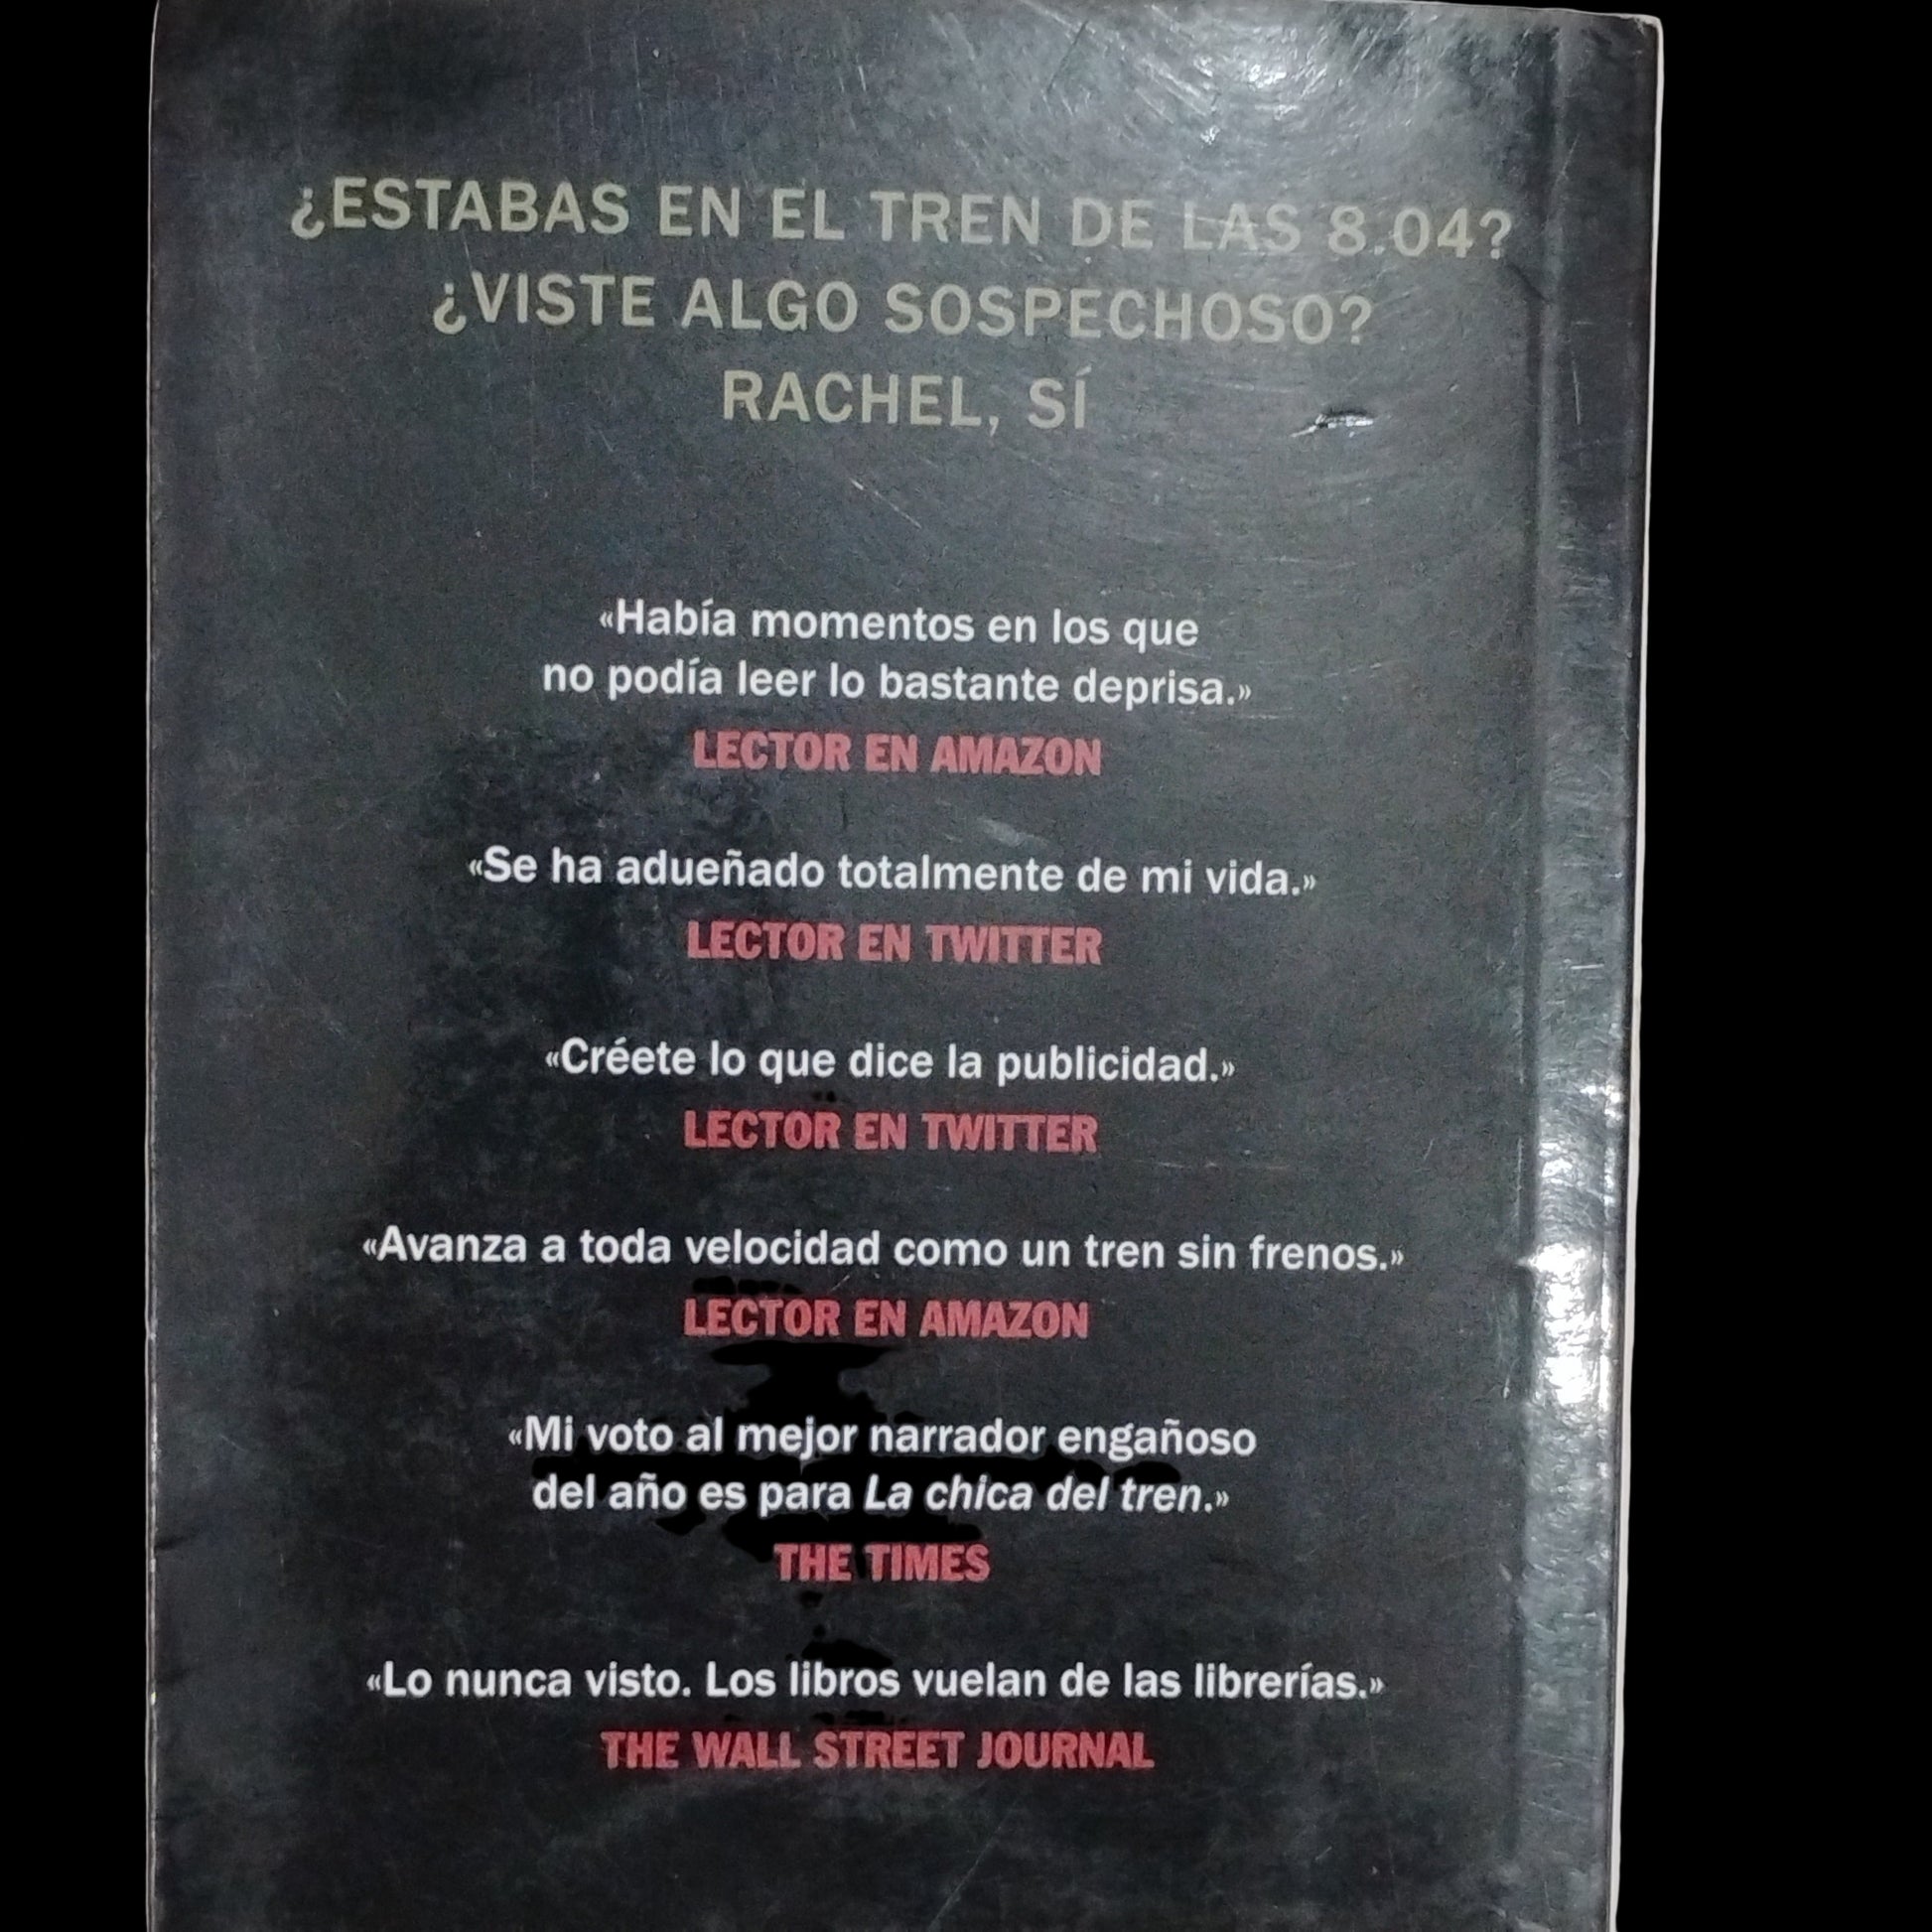 ¿ESTABAS EN EL TREN DE LAS 8.04?
¿VISTE ALGO SOSPECHOSO?
RACHEL, SÍ
«Había momentos en los que
no podía leer lo bastante deprisa.»
LECTOR EN AMAZON
«Se ha adueñado totalmente de mi vida.»
LECTOR EN TWITTER
«Créete lo que dice la publicidad.»
LECTOR EN TWITTER
«Avanza a toda velocidad como un tren sin frenos.»
LECTOR EN AMAZON
«Mi voto al mejor narrador engañoso
del año es para La chica del tren.»
THE TIMES
«Lo nunca visto. Los libros vuelan de las librerías.»
THE WALL STREET JOURNAL